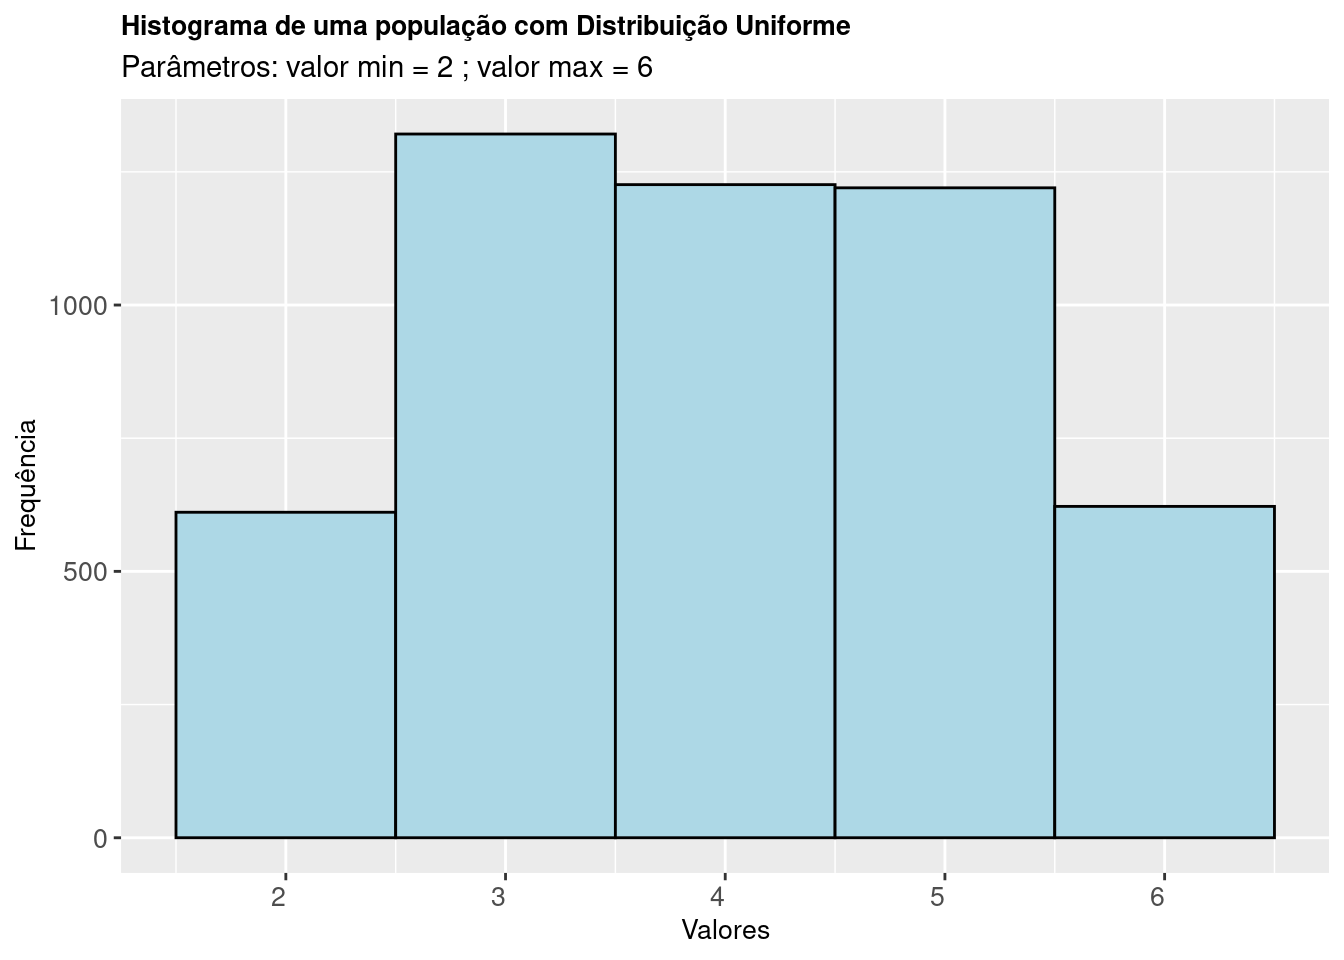 Histograma de uma população com Distribuição Uniforme
Parâmetros: valor min = 2 ; valor max = 6
1000
500
0
Frequência
2 3 4 5 6
Valores